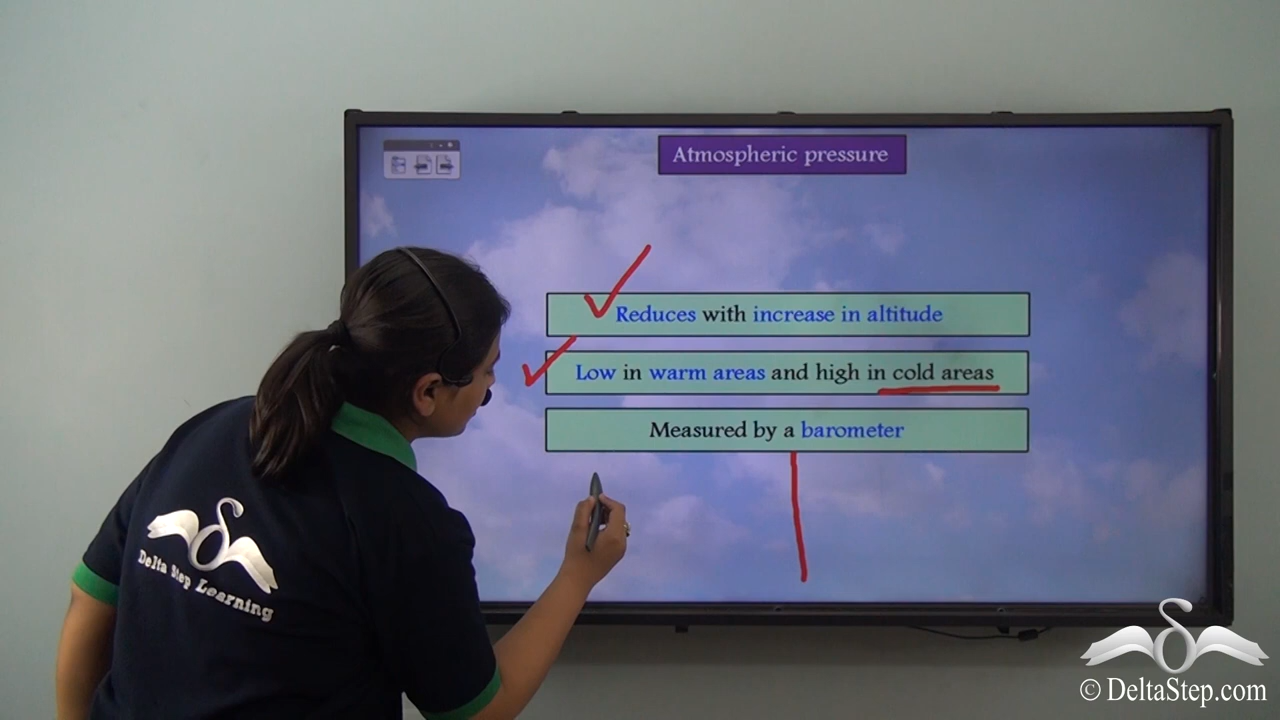 Atmospheric pressure
Reduces with increase in altitude
Low in warm areas and high in cold areas
Measured by a barometer
Delta Step Learning
© DeltaStep.com